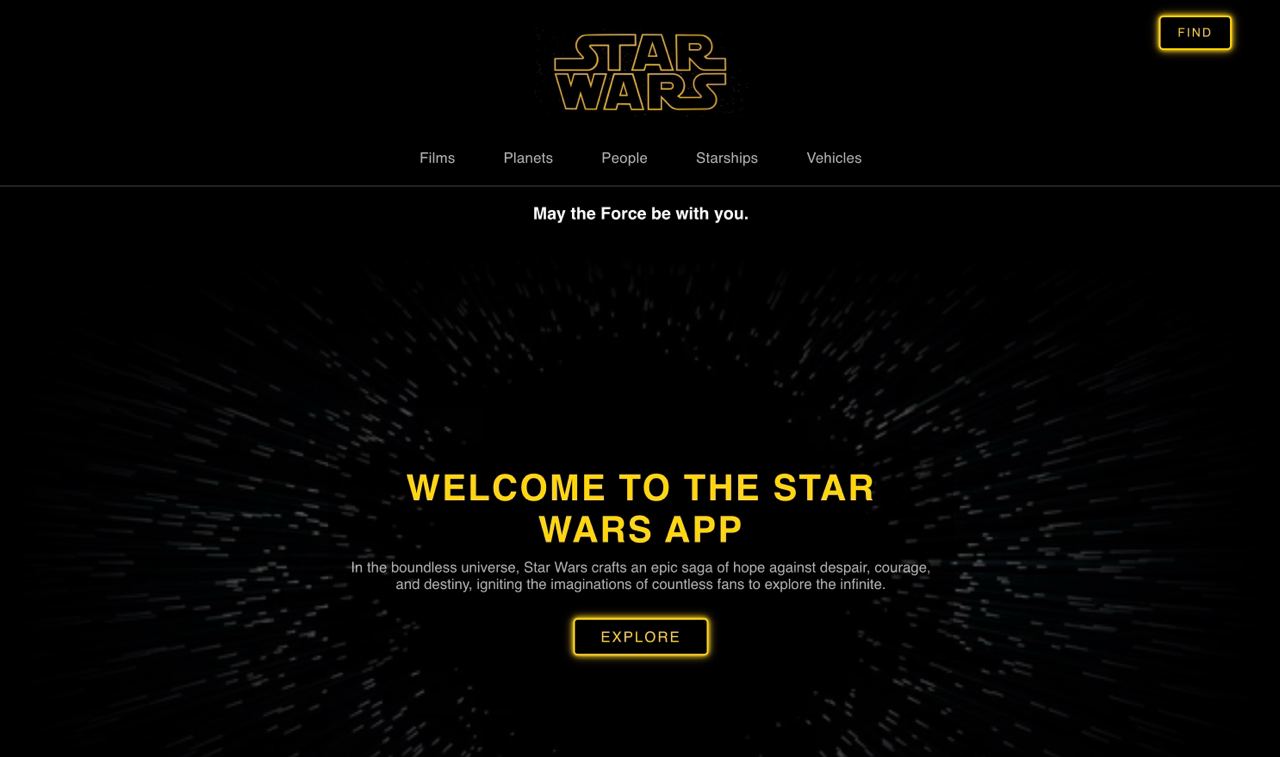 STAR
WARS
FIND
Films Planets People Starships Vehicles
May the Force be with you.
WELCOME TO THE STAR
WARS APP
In the boundless universe, Star Wars crafts an epic saga of hope against despair, courage,
and destiny, igniting the imaginations of countless fans to explore the infinite.
EXPLORE